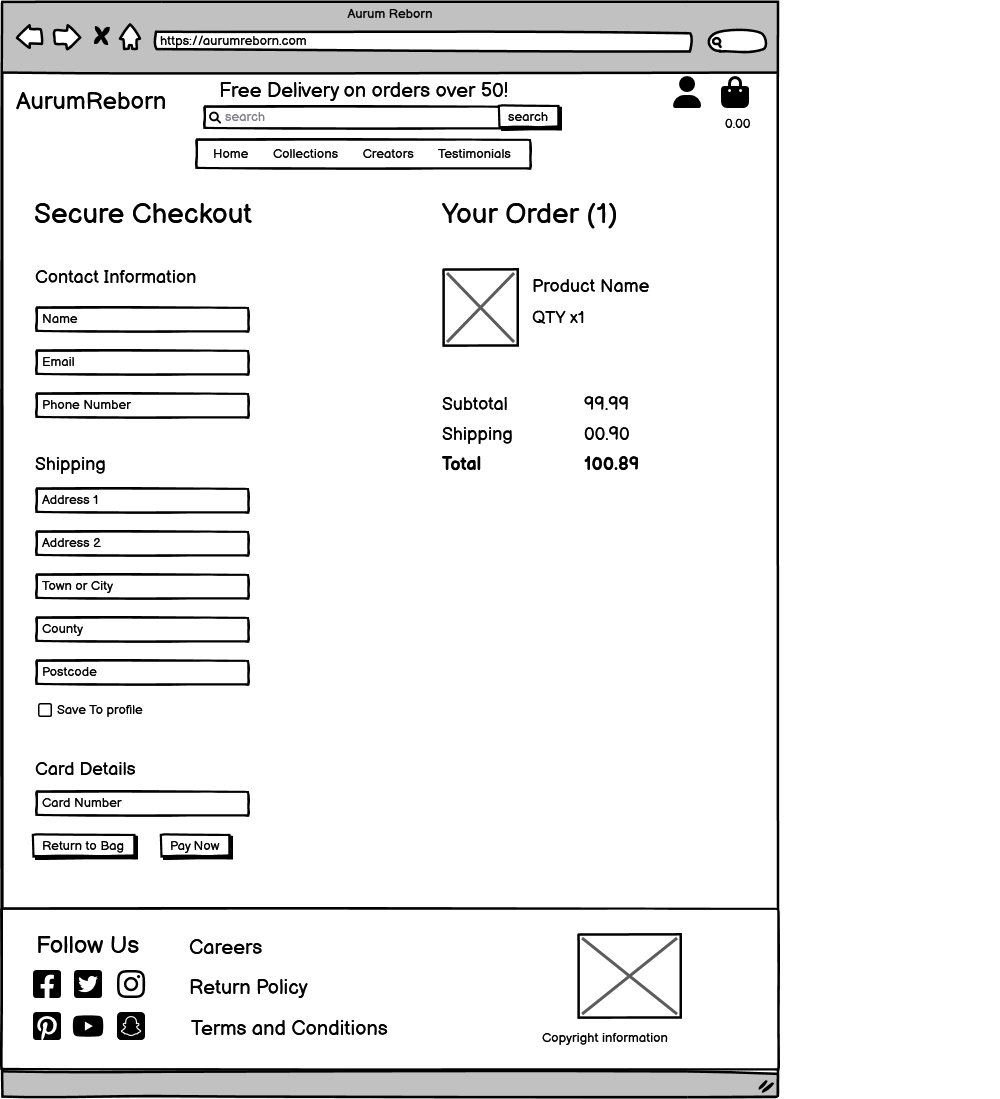 Aurum Reborn
https://aurumreborn.com
AurumReborn
Free Delivery on orders over 50!
search
search
0.00
Home Collections Creators Testimonials
Secure Checkout
Your Order (1)
Contact Information
Name
Email
Phone Number
Product Name
QTY x1
Subtotal 99.99
Shipping 00.90
Total 100.89
Shipping
Address 1
Address 2
Town or City
County
Postcode
Save To profile
Card Details
Card Number
Return to Bag
Pay Now
Follow Us
Careers
Return Policy
Terms and Conditions
Copyright information